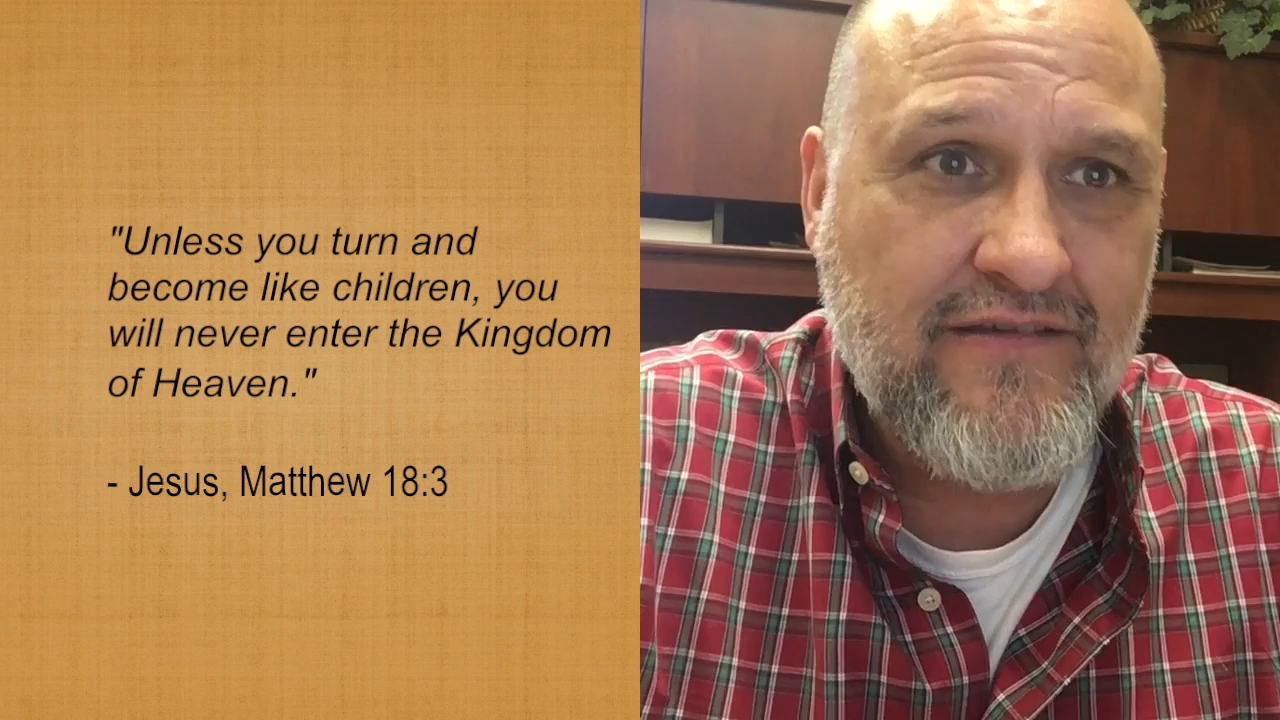 "Unless you turn and
become like children, you
will never enter the Kingdom
of Heaven."
- Jesus, Matthew 18:3